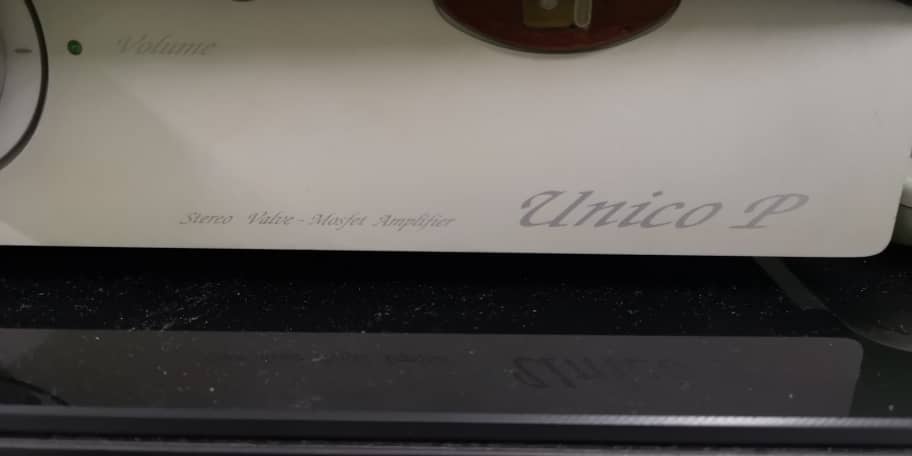 Volume
Stereo Valve - Mosfet Amplifier
Unico P